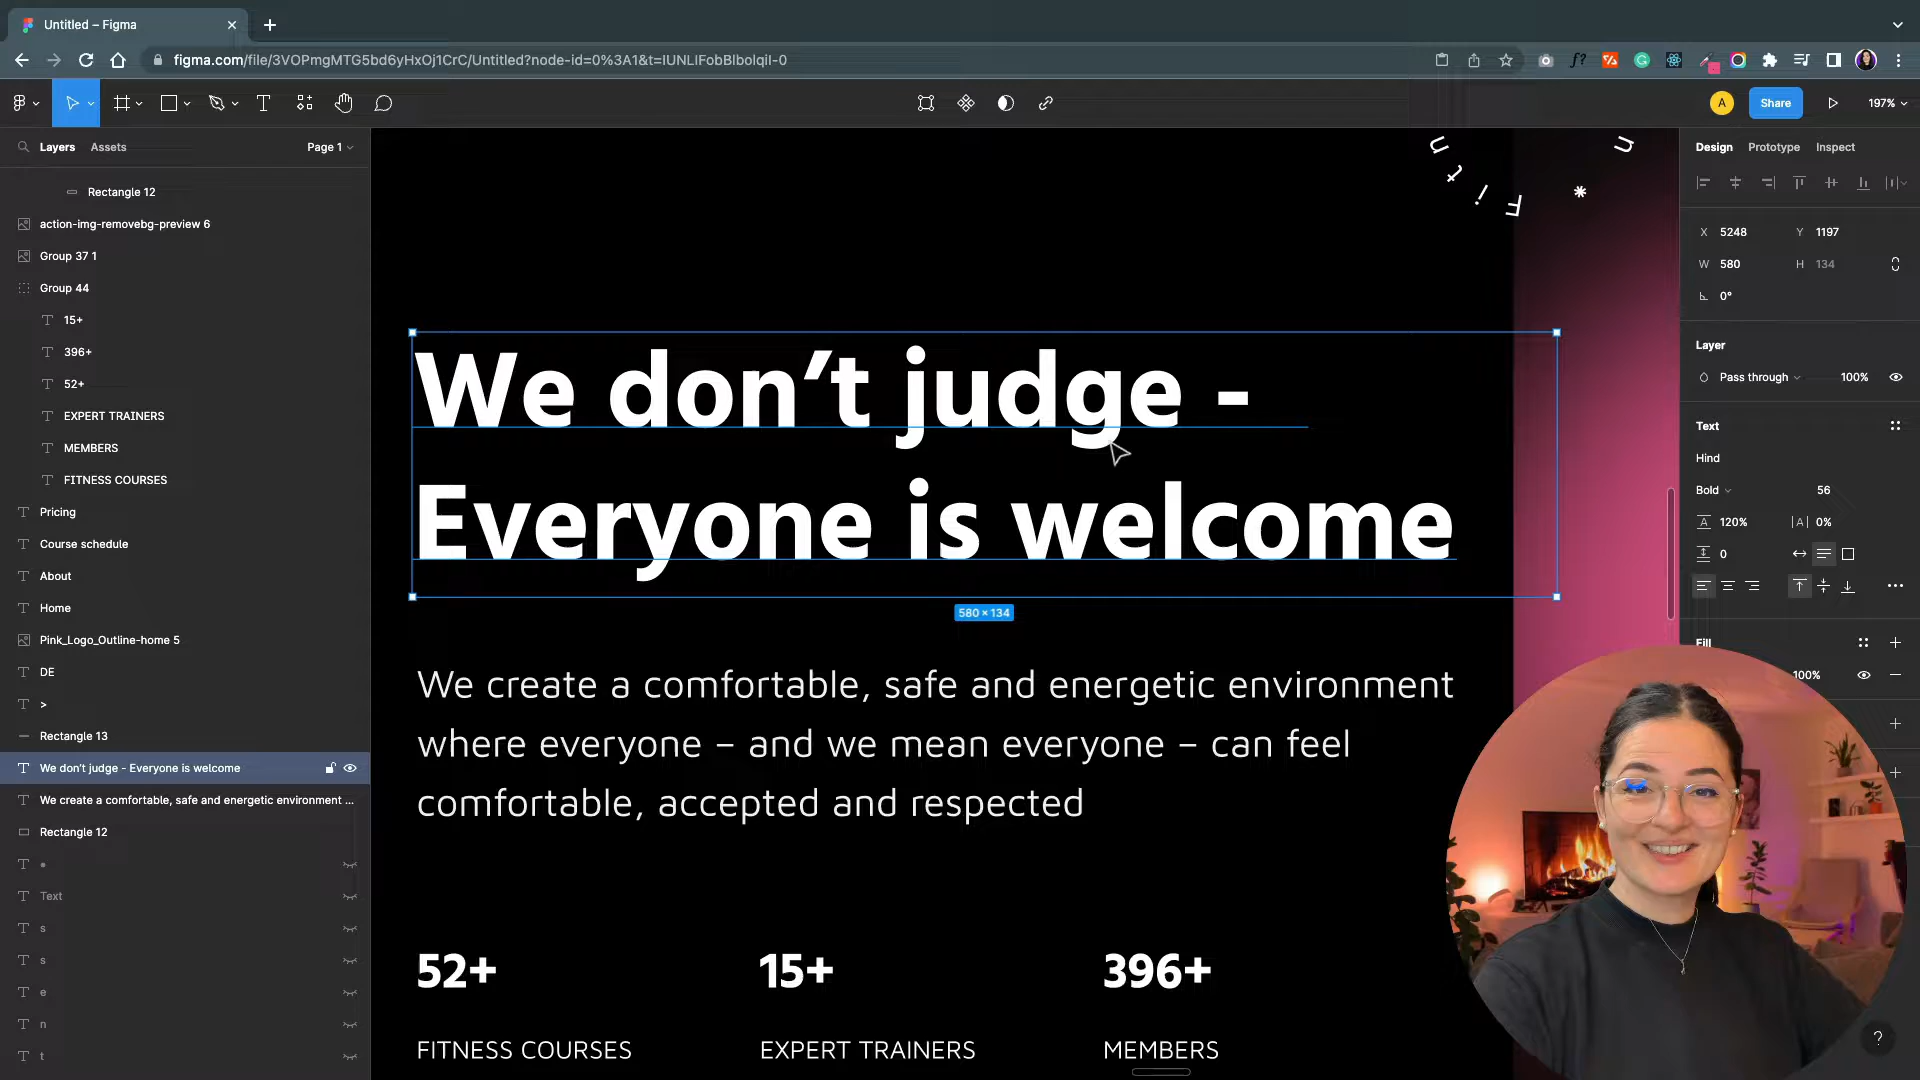 Untitled – Figma
figma.com/file/3VOPmgMTG5bd6yHxOj1CrC/Untitled?node-id=0%3A1&t=IUNLIFobBlboIqil-0
A
Share
197%
Layers
Assets
Page 1
Rectangle 12
action-img-removebg-preview 6
Group 37 1
Group 44
15+
396+
52+
EXPERT TRAINERS
MEMBERS
FITNESS COURSES
Pricing
Course schedule
About
Home
Pink_Logo_Outline-home 5
DE
>
Rectangle 13
We don't judge - Everyone is welcome
We create a comfortable, safe and energetic environment ...
Rectangle 12
•
Text
s
s
e
n
t
u * Fitn
We don’t judge -
Everyone is welcome
580 × 134
We create a comfortable, safe and energetic environment
where everyone – and we mean everyone – can feel
comfortable, accepted and respected
52+
15+
396+
FITNESS COURSES
EXPERT TRAINERS
MEMBERS
Design
Prototype
Inspect
X 5248
Y 1197
W 580
H 134
0°
Layer
Pass through
100%
Text
Hind
Bold
56
120%
0%
0
Fill
100%
?